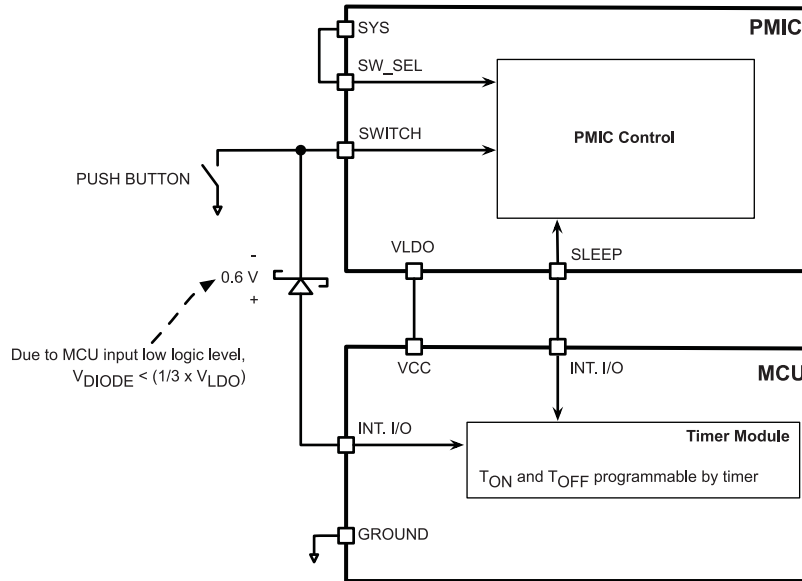 SYS
PMIC
SW_SEL
PMIC Control
SWITCH
PUSH BUTTON
VLDO
SLEEP
-
0.6 V
+
Due to MCU input low logic level,
VDIODE < (1/3 x VLDO)
VCC
INT. I/O
MCU
INT. I/O
Timer Module
TON and TOFF programmable by timer
GROUND